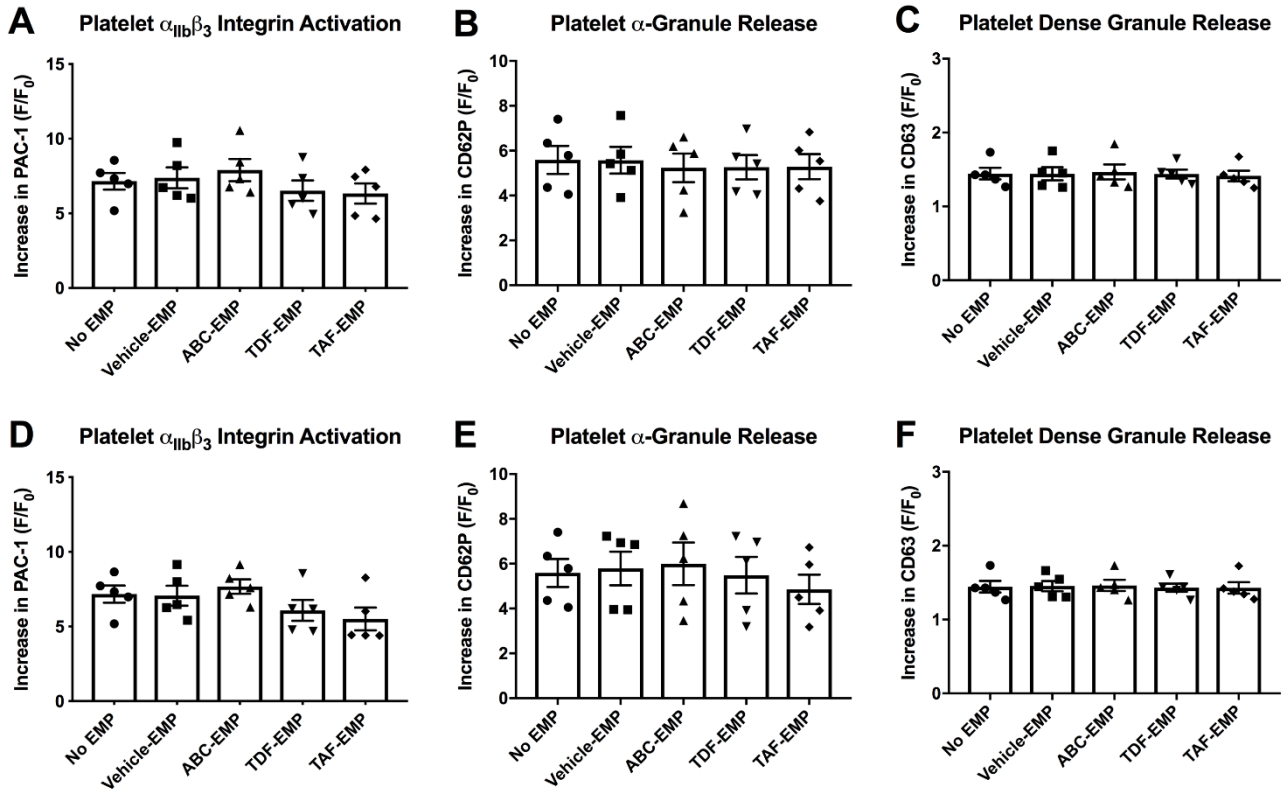 A Platelet αIIbβ3 Integrin Activation
Increase in PAC-1 (F/F0)
15
10
5
0
No EMP
Vehicle-EMP
ABC-EMP
TDF-EMP
TAF-EMP
B Platelet α-Granule Release
Increase in CD62P (F/F0)
10
8
6
4
2
0
No EMP
Vehicle-EMP
ABC-EMP
TDF-EMP
TAF-EMP
C Platelet Dense Granule Release
Increase in CD63 (F/F0)
3
2
1
0
No EMP
Vehicle-EMP
ABC-EMP
TDF-EMP
TAF-EMP
D Platelet αIIbβ3 Integrin Activation
Increase in PAC-1 (F/F0)
15
10
5
0
No EMP
Vehicle-EMP
ABC-EMP
TDF-EMP
TAF-EMP
E Platelet α-Granule Release
Increase in CD62P (F/F0)
10
8
6
4
2
0
No EMP
Vehicle-EMP
ABC-EMP
TDF-EMP
TAF-EMP
F Platelet Dense Granule Release
Increase in CD63 (F/F0)
3
2
1
0
No EMP
Vehicle-EMP
ABC-EMP
TDF-EMP
TAF-EMP